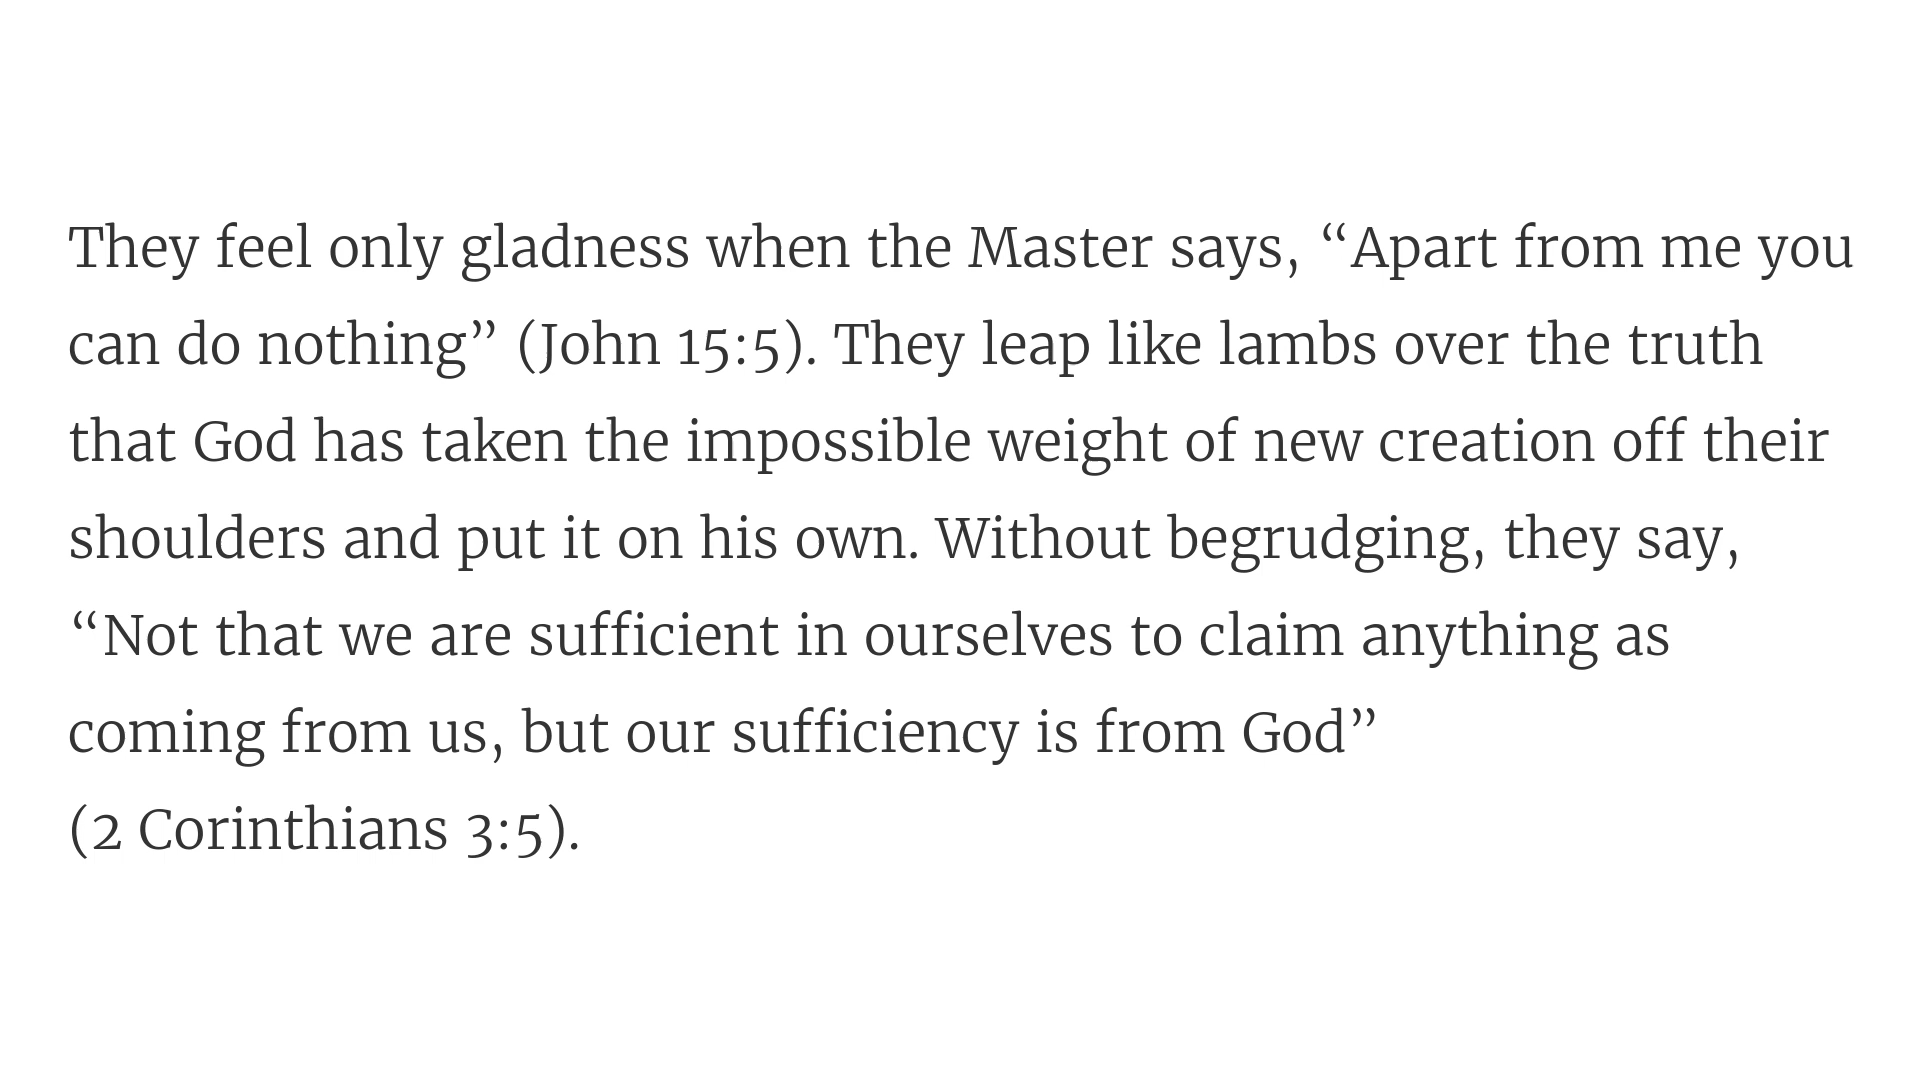 They feel only gladness when the Master says, “Apart from me you
can do nothing” (John 15:5). They leap like lambs over the truth
that God has taken the impossible weight of new creation off their
shoulders and put it on his own. Without begrudging, they say,
“Not that we are sufficient in ourselves to claim anything as
coming from us, but our sufficiency is from God”
(2 Corinthians 3:5).